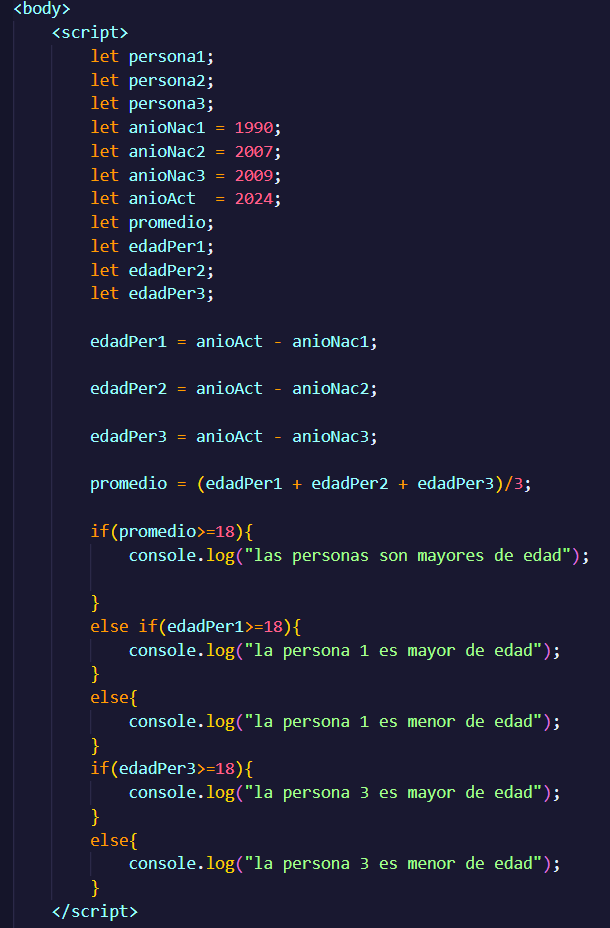 <body>
<script>
let persona1;
let persona2;
let persona3;
let anioNac1 = 1990;
let anioNac2 = 2007;
let anioNac3 = 2009;
let anioAct  = 2024;
let promedio;
let edadPer1;
let edadPer2;
let edadPer3;
edadPer1 = anioAct - anioNac1;
edadPer2 = anioAct - anioNac2;
edadPer3 = anioAct - anioNac3;
promedio = (edadPer1 + edadPer2 + edadPer3)/3;
if(promedio>=18){
console.log("las personas son mayores de edad");
}
else if(edadPer1>=18){
console.log("la persona 1 es mayor de edad");
}
else{
console.log("la persona 1 es menor de edad");
}
if(edadPer3>=18){
console.log("la persona 3 es mayor de edad");
}
else{
console.log("la persona 3 es menor de edad");
}
</script>